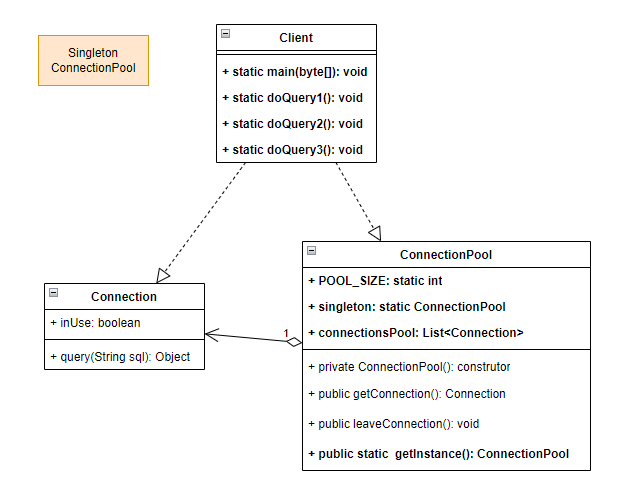 Singleton
ConnectionPool
Client
+ static main(byte[]): void
+ static doQuery1(): void
+ static doQuery2(): void
+ static doQuery3(): void
Connection
+ inUse: boolean
+ query(String sql): Object
1
ConnectionPool
+ POOL_SIZE: static int
+ singleton: static ConnectionPool
+ connectionsPool: List<Connection>
+ private ConnectionPool(): construtor
+ public getConnection(): Connection
+ public leaveConnection(): void
+ public static  getInstance(): ConnectionPool